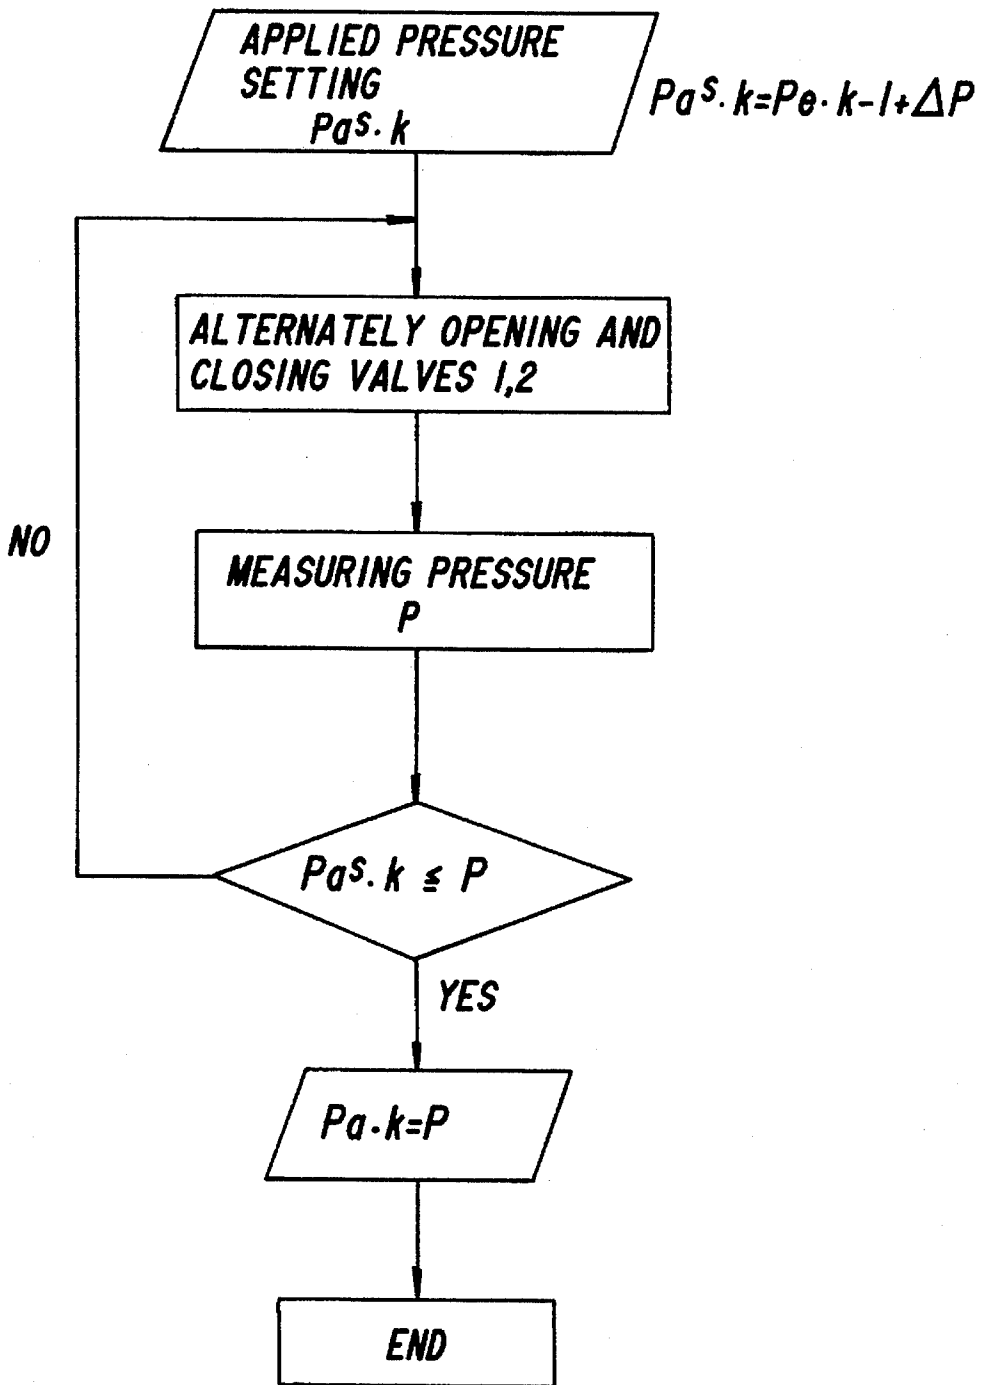 APPLIED PRESSURE
SETTING
Paˢ·k
Paˢ·k=Pe·k-1+ΔP
ALTERNATELY OPENING AND
CLOSING VALVES 1,2
NO
MEASURING PRESSURE
P
Paˢ·k ≦ P
YES
Pa·k=P
END